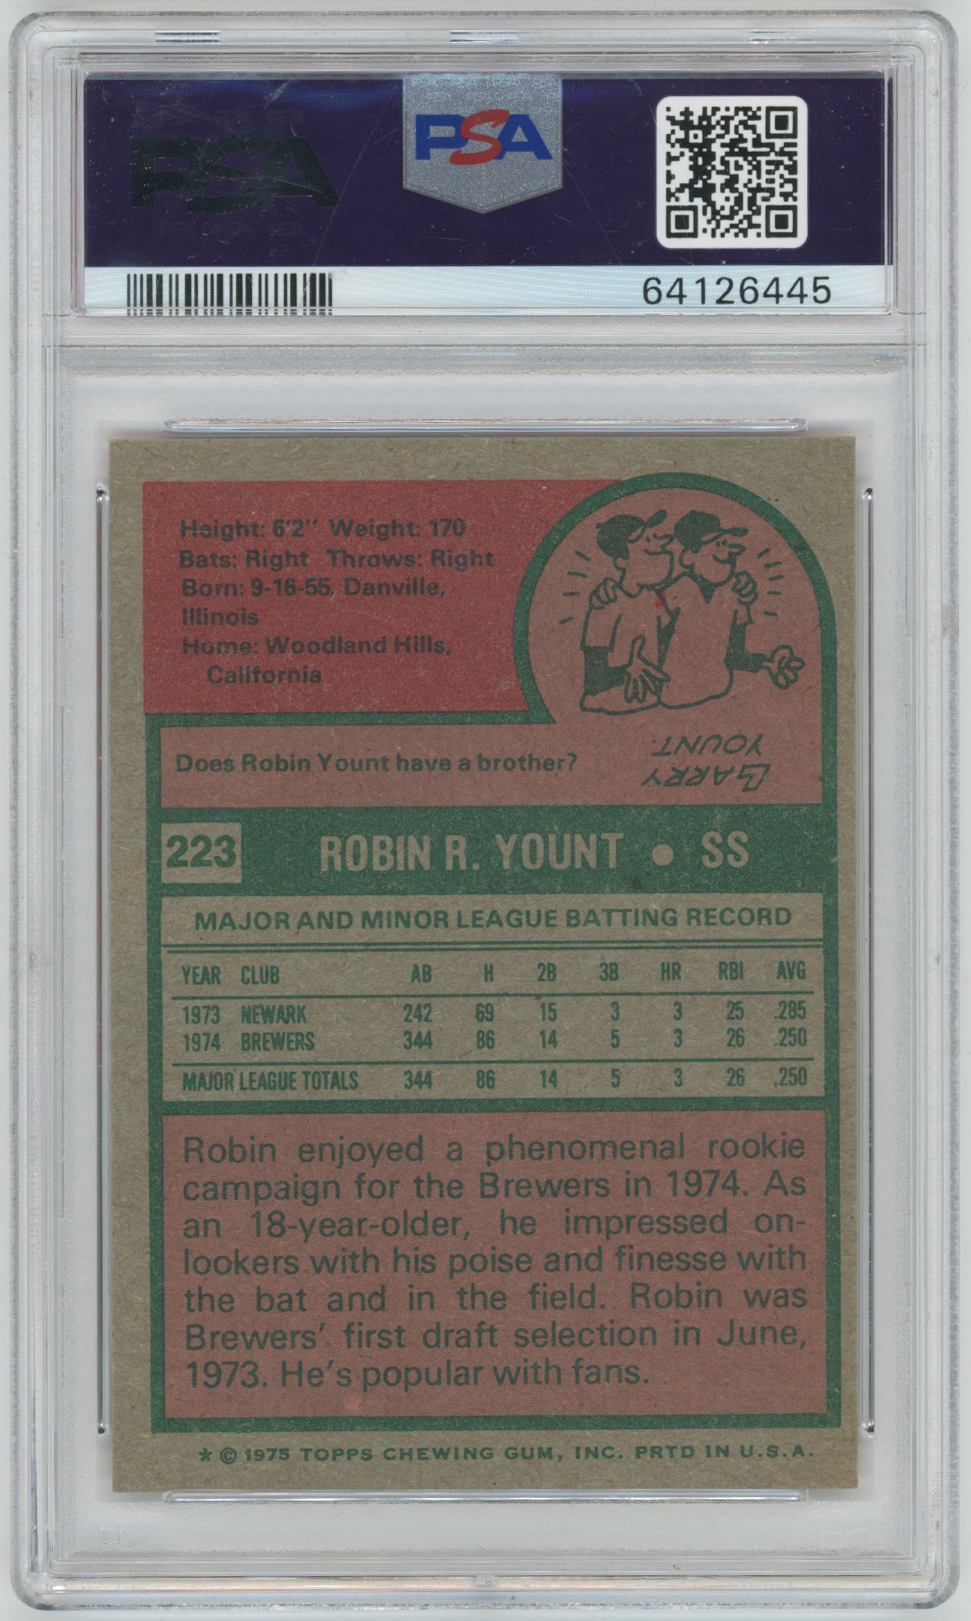 PSA
PSA
64126445
Height: 6'2" Weight: 170
Bats: Right Throws: Right
Born: 9-16-55, Danville,
Illinois
Home: Woodland Hills,
California
Does Robin Yount have a brother?
LARRY
YOUNT.
223 ROBIN R. YOUNT • SS
MAJOR AND MINOR LEAGUE BATTING RECORD
YEAR CLUB AB H 2B 3B HR RBI AVG
1973 NEWARK 242 69 15 3 3 25 .285
1974 BREWERS 344 86 14 5 3 26 .250
MAJOR LEAGUE TOTALS 344 86 14 5 3 26 .250
Robin enjoyed a phenomenal rookie
campaign for the Brewers in 1974. As
an 18-year-older, he impressed on-
lookers with his poise and finesse with
the bat and in the field. Robin was
Brewers' first draft selection in June,
1973. He's popular with fans.
* © 1975 TOPPS CHEWING GUM, INC. PRTD IN U.S.A.
PSA